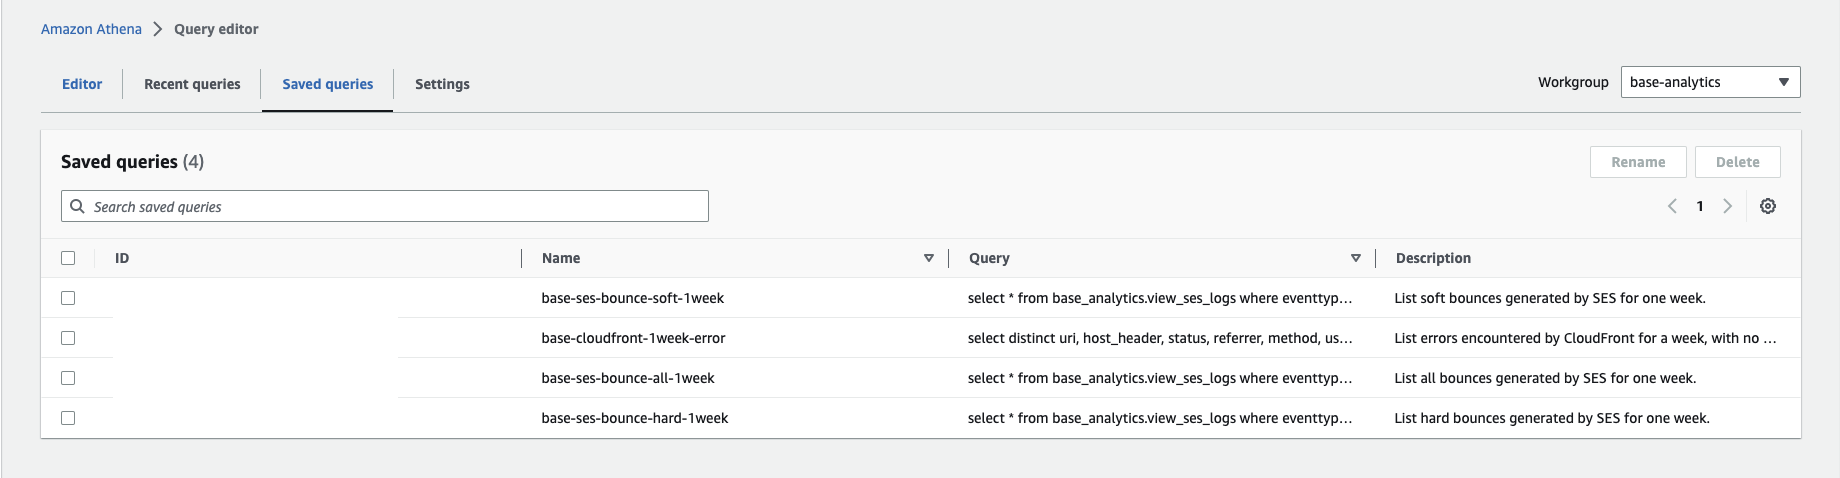 Amazon Athena > Query editor
Editor Recent queries Saved queries Settings Workgroup base-analytics
Saved queries (4) Rename Delete
Search saved queries 1
ID Name Query Description
base-ses-bounce-soft-1week select * from base_analytics.view_ses_logs where eventtyp... List soft bounces generated by SES for one week.
base-cloudfront-1week-error select distinct uri, host_header, status, referrer, method, us... List errors encountered by CloudFront for a week, with no ...
base-ses-bounce-all-1week select * from base_analytics.view_ses_logs where eventtyp... List all bounces generated by SES for one week.
base-ses-bounce-hard-1week select * from base_analytics.view_ses_logs where eventtyp... List hard bounces generated by SES for one week.